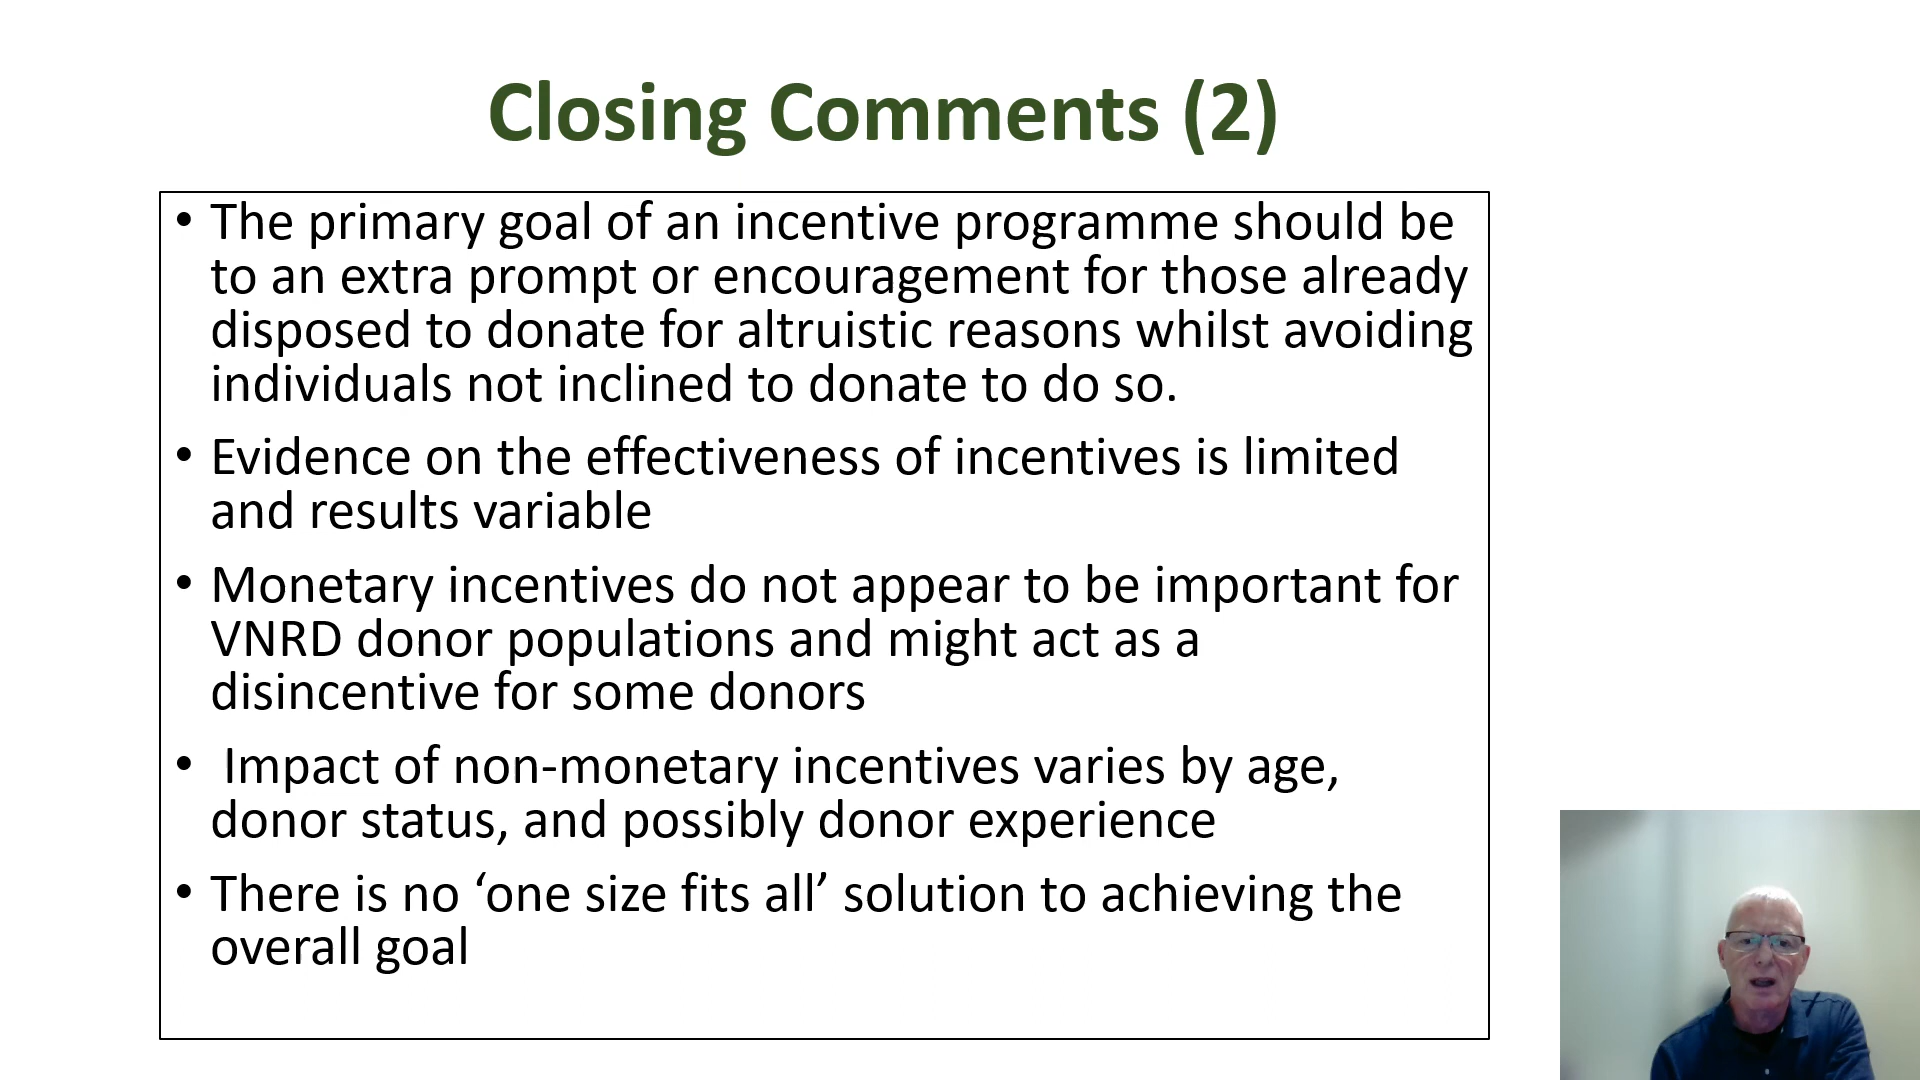 Closing Comments (2)
• The primary goal of an incentive programme should be
to an extra prompt or encouragement for those already
disposed to donate for altruistic reasons whilst avoiding
individuals not inclined to donate to do so.
• Evidence on the effectiveness of incentives is limited
and results variable
• Monetary incentives do not appear to be important for
VNRD donor populations and might act as a
disincentive for some donors
• Impact of non-monetary incentives varies by age,
donor status, and possibly donor experience
• There is no ‘one size fits all’ solution to achieving the
overall goal